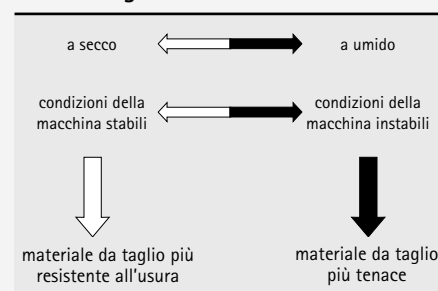 a secco
a umido
condizioni della
macchina stabili
condizioni della
macchina instabili
materiale da taglio più
resistente all'usura
materiale da taglio
più tenace